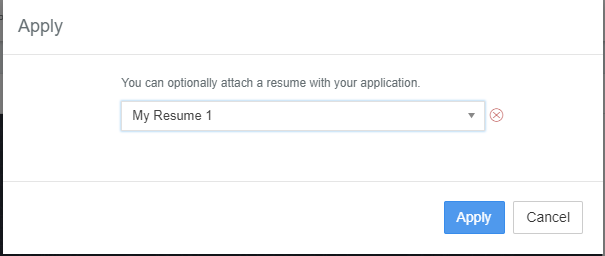 Apply
You can optionally attach a resume with your application.
My Resume 1
Apply
Cancel